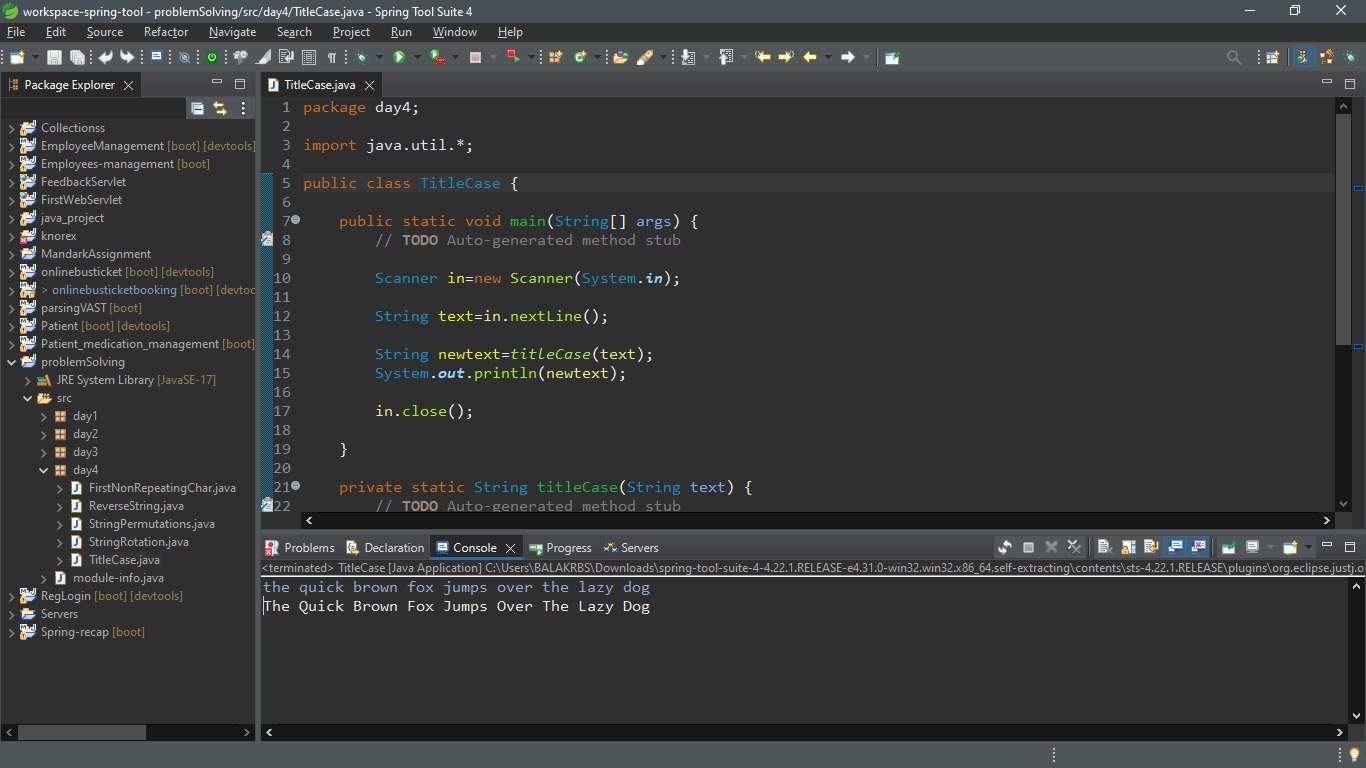 workspace-spring-tool - problemSolving/src/day4/TitleCase.java - Spring Tool Suite 4
File Edit Source Refactor Navigate Search Project Run Window Help
Package Explorer
Collectionss
EmployeeManagement [boot] [devtools]
Employees-management [boot]
FeedbackServlet
FirstWebServlet
java_project
knorex
MandarkAssignment
onlinebusticket [boot] [devtools]
> onlinebusticketbooking [boot] [devtoo
parsingVAST [boot]
Patient [boot] [devtools]
Patient_medication_management [boot]
problemSolving
JRE System Library [JavaSE-17]
src
day1
day2
day3
day4
FirstNonRepeatingChar.java
ReverseString.java
StringPermutations.java
StringRotation.java
TitleCase.java
module-info.java
RegLogin [boot] [devtools]
Servers
Spring-recap [boot]
TitleCase.java
1 package day4;
2
3 import java.util.*;
4
5 public class TitleCase {
6
7 public static void main(String[] args) {
8 // TODO Auto-generated method stub
9
10 Scanner in=new Scanner(System.in);
11
12 String text=in.nextLine();
13
14 String newtext=titleCase(text);
15 System.out.println(newtext);
16
17 in.close();
18
19 }
20
21 private static String titleCase(String text) {
22 // TODO Auto-generated method stub
Problems Declaration Console Progress Servers
<terminated> TitleCase [Java Application] C:\Users\BALAKRBS\Downloads\spring-tool-suite-4-4.22.1.RELEASE-e4.31.0-win32.win32.x86_64.self-extracting\contents\sts-4.22.1.RELEASE\plugins\org.eclipse.justj.o
the quick brown fox jumps over the lazy dog
The Quick Brown Fox Jumps Over The Lazy Dog